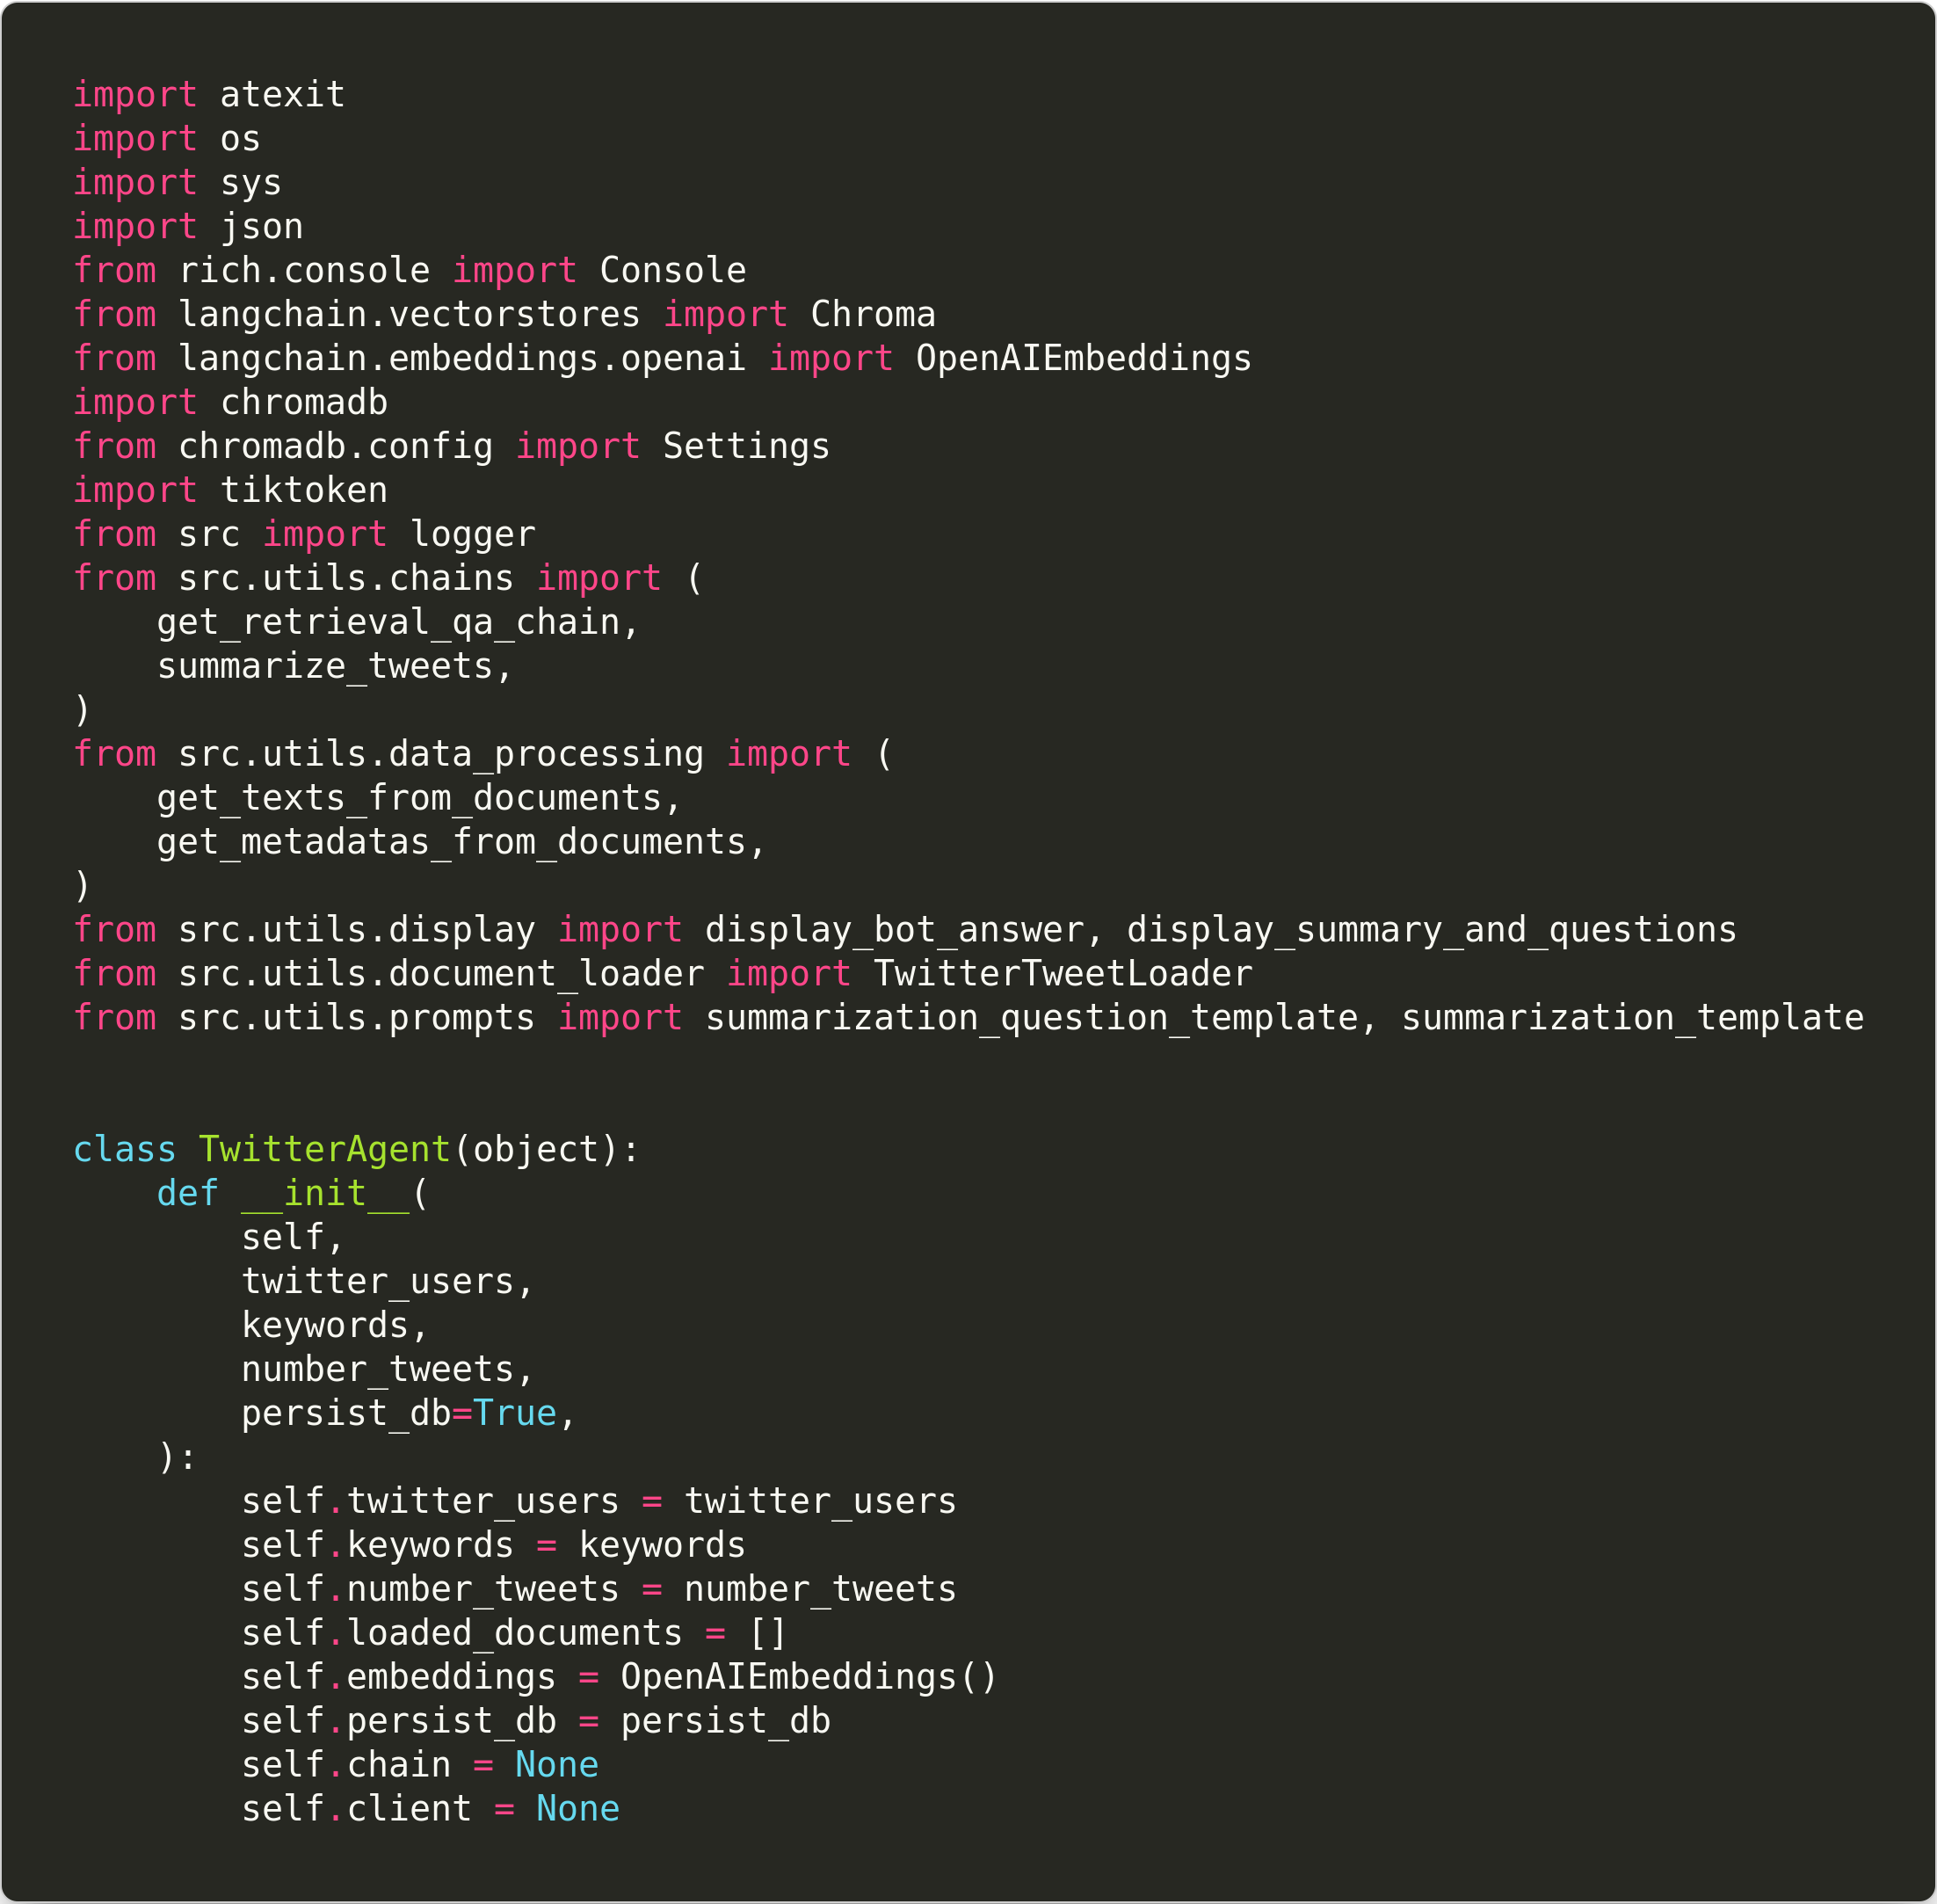 import atexit
import os
import sys
import json
from rich.console import Console
from langchain.vectorstores import Chroma
from langchain.embeddings.openai import OpenAIEmbeddings
import chromadb
from chromadb.config import Settings
import tiktoken
from src import logger
from src.utils.chains import (
    get_retrieval_qa_chain,
    summarize_tweets,
)
from src.utils.data_processing import (
    get_texts_from_documents,
    get_metadatas_from_documents,
)
from src.utils.display import display_bot_answer, display_summary_and_questions
from src.utils.document_loader import TwitterTweetLoader
from src.utils.prompts import summarization_question_template, summarization_template


class TwitterAgent(object):
    def __init__(
        self,
        twitter_users,
        keywords,
        number_tweets,
        persist_db=True,
    ):
        self.twitter_users = twitter_users
        self.keywords = keywords
        self.number_tweets = number_tweets
        self.loaded_documents = []
        self.embeddings = OpenAIEmbeddings()
        self.persist_db = persist_db
        self.chain = None
        self.client = None